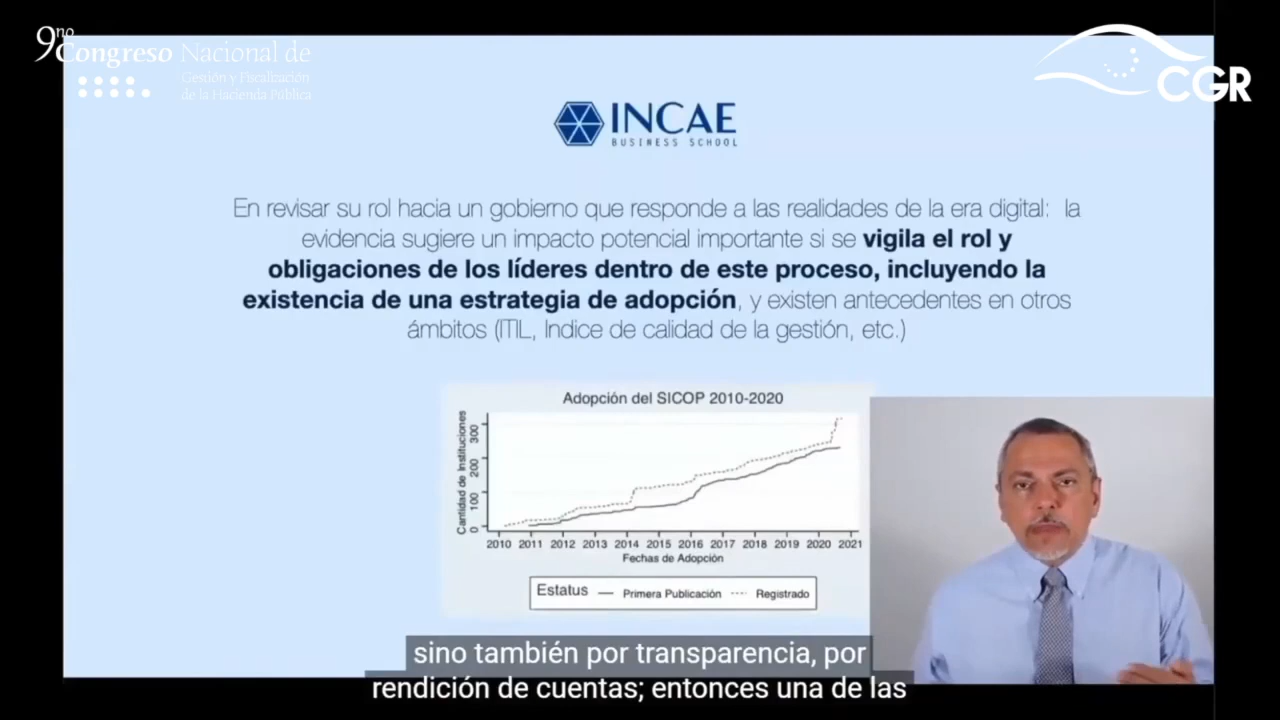 9no
Congreso Nacional de
Gestión y Fiscalización
de la Hacienda Pública
CGR
INCAE
BUSINESS SCHOOL
En revisar su rol hacia un gobierno que responde a las realidades de la era digital: la
evidencia sugiere un impacto potencial importante si se vigila el rol y
obligaciones de los líderes dentro de este proceso, incluyendo la
existencia de una estrategia de adopción, y existen antecedentes en otros
ámbitos (ITIL, Indice de calidad de la gestión, etc.)
Adopción del SICOP 2010-2020
Cantidad de Instituciones
0 100 200 300
2010 2011 2012 2013 2014 2015 2016 2017 2018 2019 2020 2021
Fechas de Adopción
Estatus Primera Publicación Registrado
sino también por transparencia, por
rendición de cuentas; entonces una de las